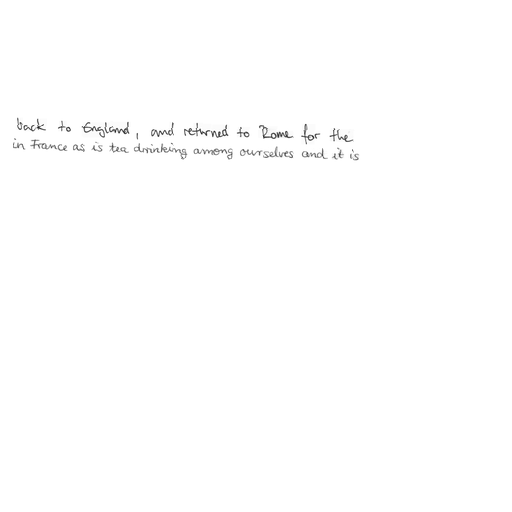 back to England, and returned to Rome for the
in France as is tea drinking among ourselves and it is